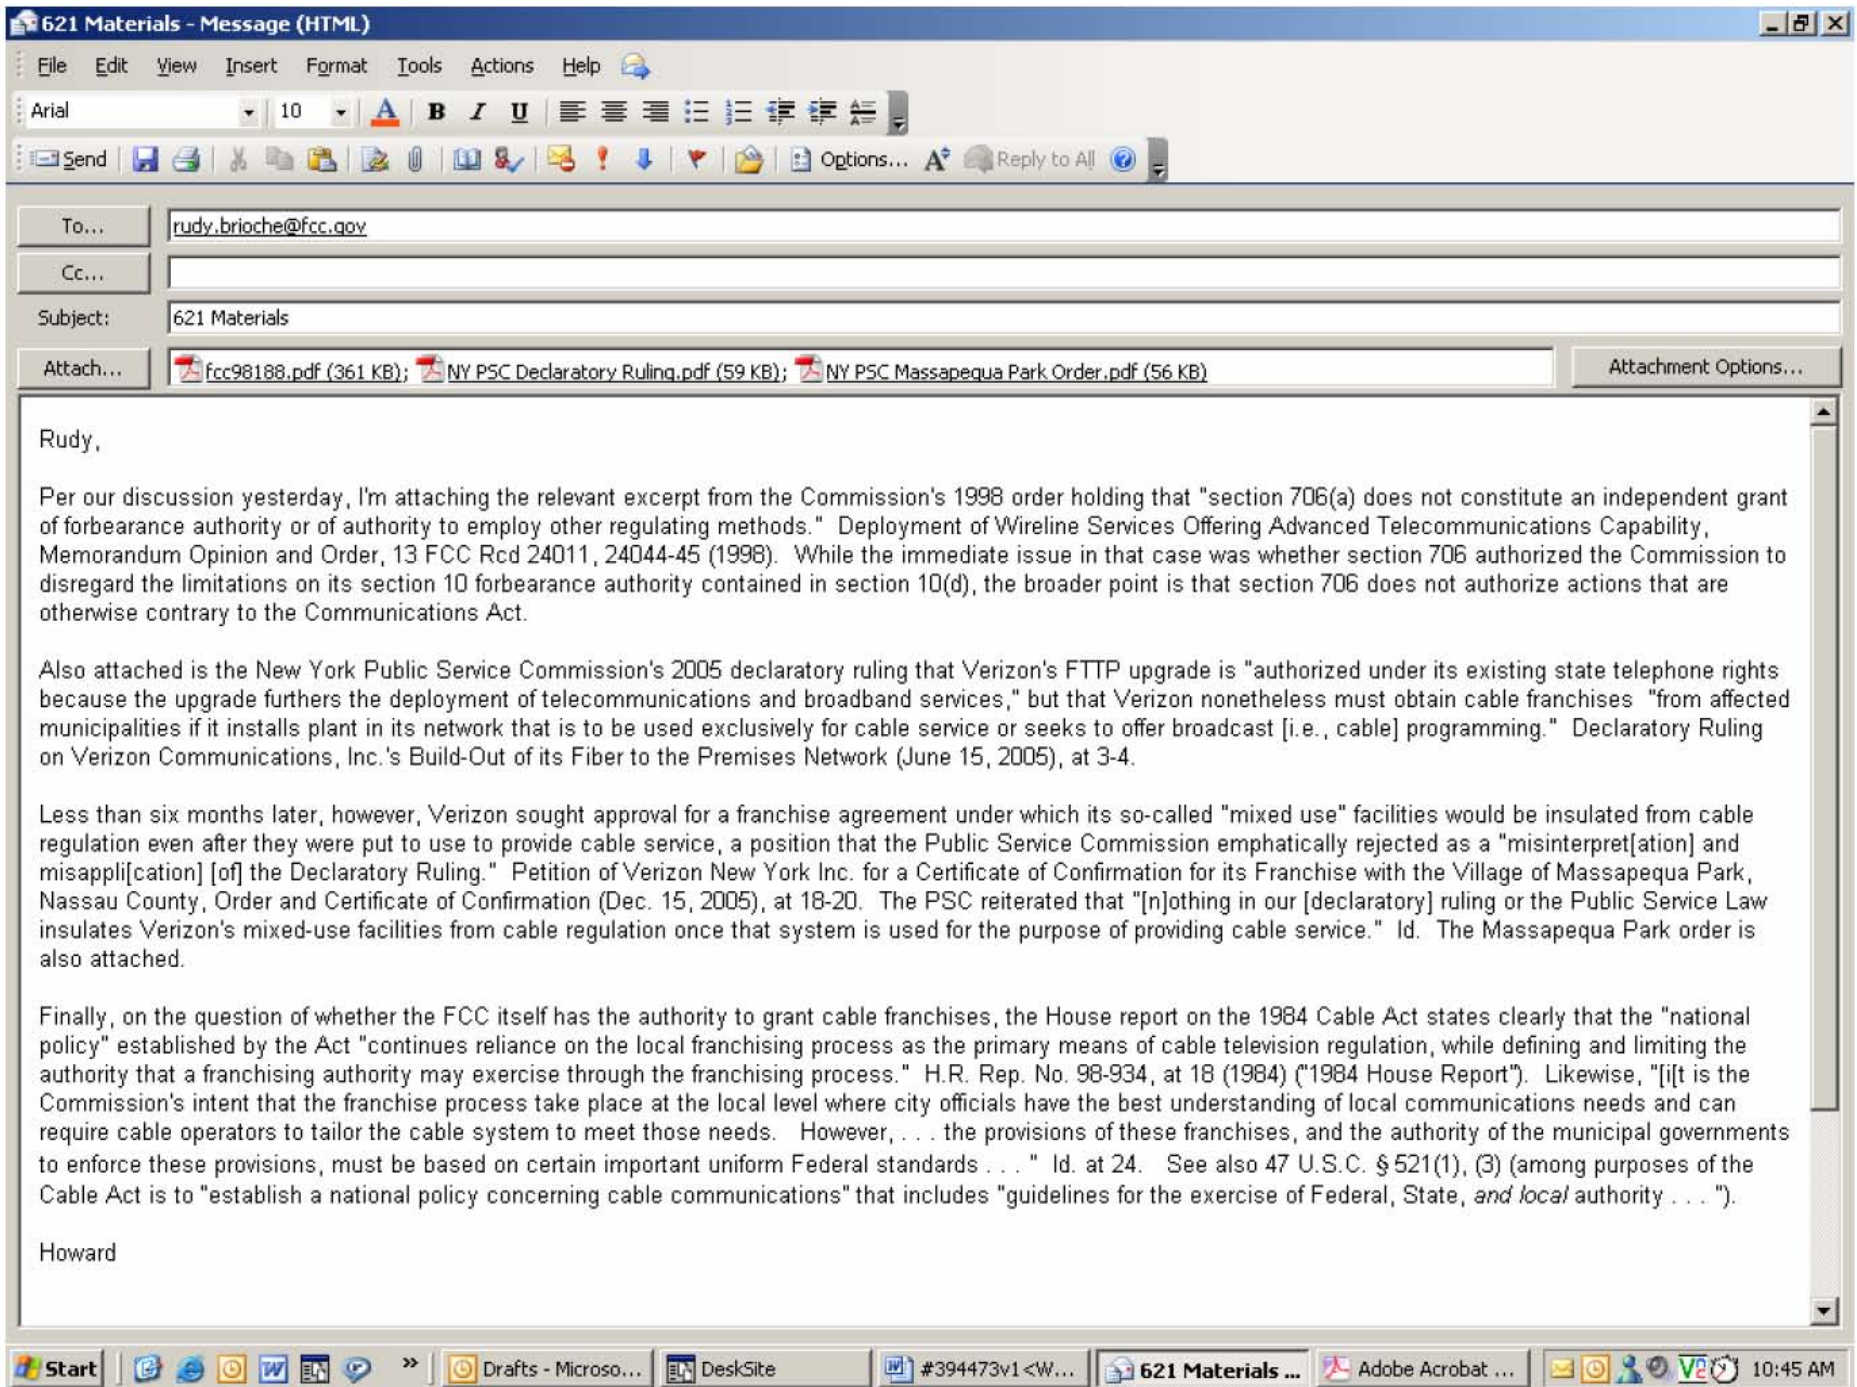 621 Materials - Message (HTML)
File Edit View Insert Format Tools Actions Help
Arial 10 A B I U
Send Options... Reply to All
To... rudy.brioche@fcc.gov
Cc...
Subject: 621 Materials
Attach... fcc98188.pdf (361 KB); NY PSC Declaratory Ruling.pdf (59 KB); NY PSC Massapequa Park Order.pdf (56 KB) Attachment Options...
Rudy,
Per our discussion yesterday, I'm attaching the relevant excerpt from the Commission's 1998 order holding that "section 706(a) does not constitute an independent grant
of forbearance authority or of authority to employ other regulating methods." Deployment of Wireline Services Offering Advanced Telecommunications Capability,
Memorandum Opinion and Order, 13 FCC Rcd 24011, 24044-45 (1998). While the immediate issue in that case was whether section 706 authorized the Commission to
disregard the limitations on its section 10 forbearance authority contained in section 10(d), the broader point is that section 706 does not authorize actions that are
otherwise contrary to the Communications Act.
Also attached is the New York Public Service Commission's 2005 declaratory ruling that Verizon's FTTP upgrade is "authorized under its existing state telephone rights
because the upgrade furthers the deployment of telecommunications and broadband services," but that Verizon nonetheless must obtain cable franchises "from affected
municipalities if it installs plant in its network that is to be used exclusively for cable service or seeks to offer broadcast [i.e., cable] programming." Declaratory Ruling
on Verizon Communications, Inc.'s Build-Out of its Fiber to the Premises Network (June 15, 2005), at 3-4.
Less than six months later, however, Verizon sought approval for a franchise agreement under which its so-called "mixed use" facilities would be insulated from cable
regulation even after they were put to use to provide cable service, a position that the Public Service Commission emphatically rejected as a "misinterpret[ation] and
misappli[cation] [of] the Declaratory Ruling." Petition of Verizon New York Inc. for a Certificate of Confirmation for its Franchise with the Village of Massapequa Park,
Nassau County, Order and Certificate of Confirmation (Dec. 15, 2005), at 18-20. The PSC reiterated that "[n]othing in our [declaratory] ruling or the Public Service Law
insulates Verizon's mixed-use facilities from cable regulation once that system is used for the purpose of providing cable service." Id. The Massapequa Park order is
also attached.
Finally, on the question of whether the FCC itself has the authority to grant cable franchises, the House report on the 1984 Cable Act states clearly that the "national
policy" established by the Act "continues reliance on the local franchising process as the primary means of cable television regulation, while defining and limiting the
authority that a franchising authority may exercise through the franchising process." H.R. Rep. No. 98-934, at 18 (1984) ("1984 House Report"). Likewise, "[i[t is the
Commission's intent that the franchise process take place at the local level where city officials have the best understanding of local communications needs and can
require cable operators to tailor the cable system to meet those needs. However, . . . the provisions of these franchises, and the authority of the municipal governments
to enforce these provisions, must be based on certain important uniform Federal standards . . . " Id. at 24. See also 47 U.S.C. § 521(1), (3) (among purposes of the
Cable Act is to "establish a national policy concerning cable communications" that includes "guidelines for the exercise of Federal, State, and local authority . . . ").
Howard
Start » Drafts - Microso... DeskSite #394473v1 <W... 621 Materials ... Adobe Acrobat ... 10:45 AM